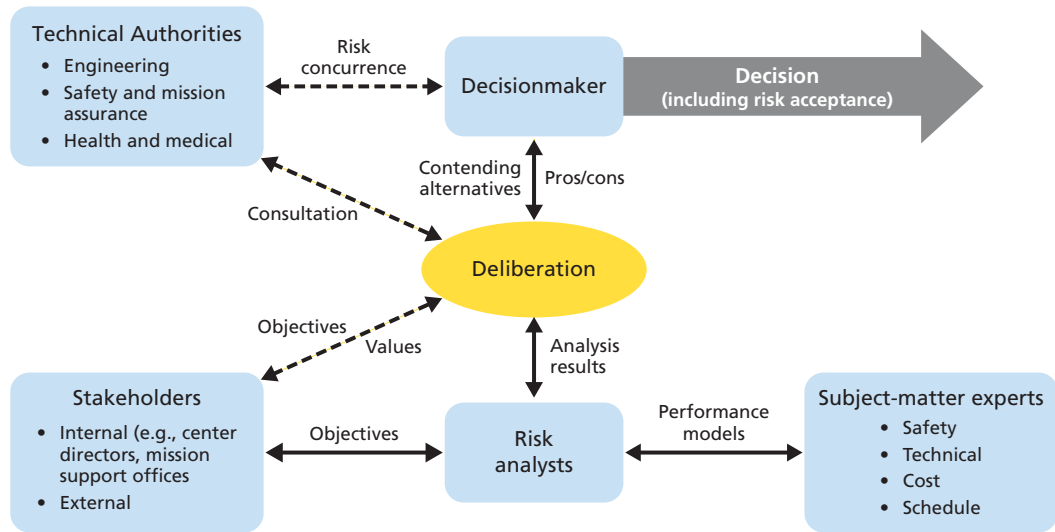 Technical Authorities
• Engineering
• Safety and mission
assurance
• Health and medical
Risk
concurrence
Decisionmaker
Decision
(including risk acceptance)
Contending
alternatives
Pros/cons
Consultation
Deliberation
Objectives
Values
Analysis
results
Stakeholders
• Internal (e.g., center
directors, mission
support offices
• External
Objectives
Risk
analysts
Performance
models
Subject-matter experts
• Safety
• Technical
• Cost
• Schedule